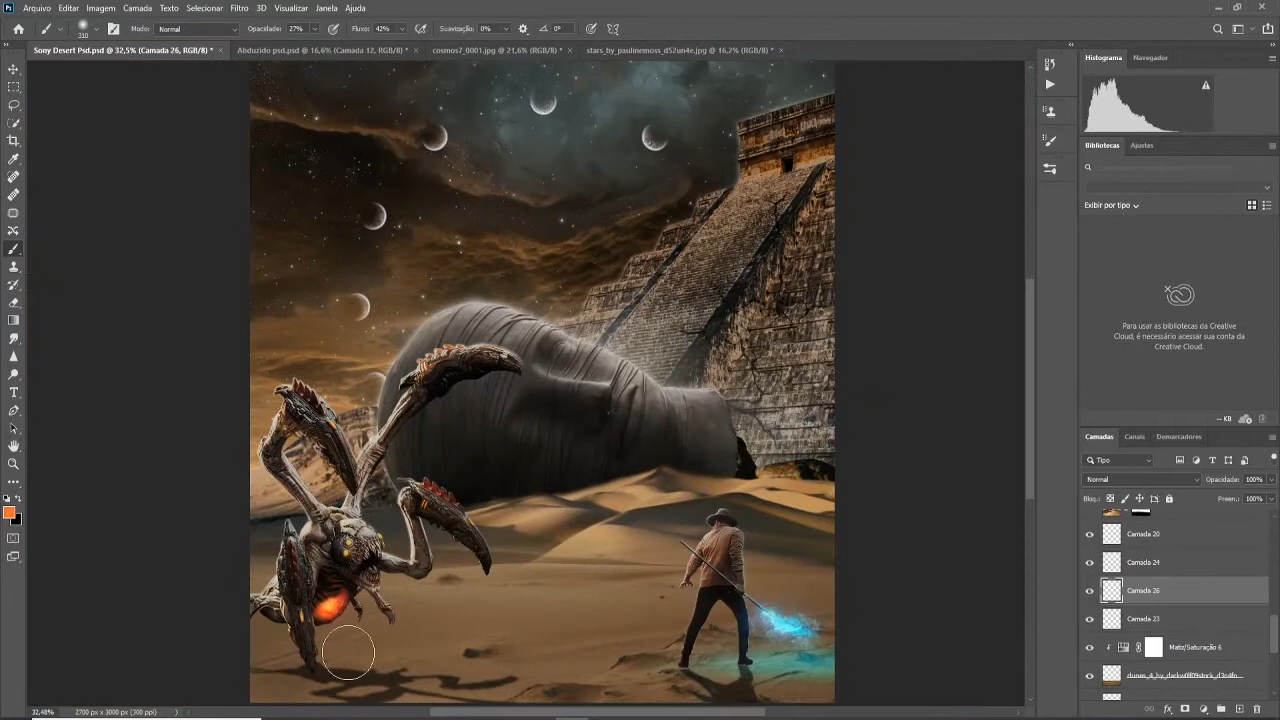 Arquivo Editar Imagem Camada Texto Selecionar Filtro 3D Visualizar Janela Ajuda
310 Modo: Normal Opacidade: 27% Fluxo: 42% Suavização: 0% 0°
Sony Desert Psd.psd @ 32,5% (Camada 26, RGB/8) * × Abduzido psd.psd @ 16,6% (Camada 12, RGB/8) * × cosmos7_0001.jpg @ 21,6% (RGB/8) * × stars_by_paulinemoss_d52un4e.jpg @ 16,2% (RGB/8) * ×
Histograma Navegador
Bibliotecas Ajustes
Exibir por tipo
Para usar as bibliotecas da Creative
Cloud, é necessário acessar sua conta da
Creative Cloud.
-- KB
Camadas Canais Demarcadores
Tipo
Normal Opacidade: 100%
Bloq.: Preen.: 100%
Camada 20
Camada 24
Camada 26
Camada 23
Matiz/Saturação 6
32,48% 2700 px x 3000 px (300 ppi)